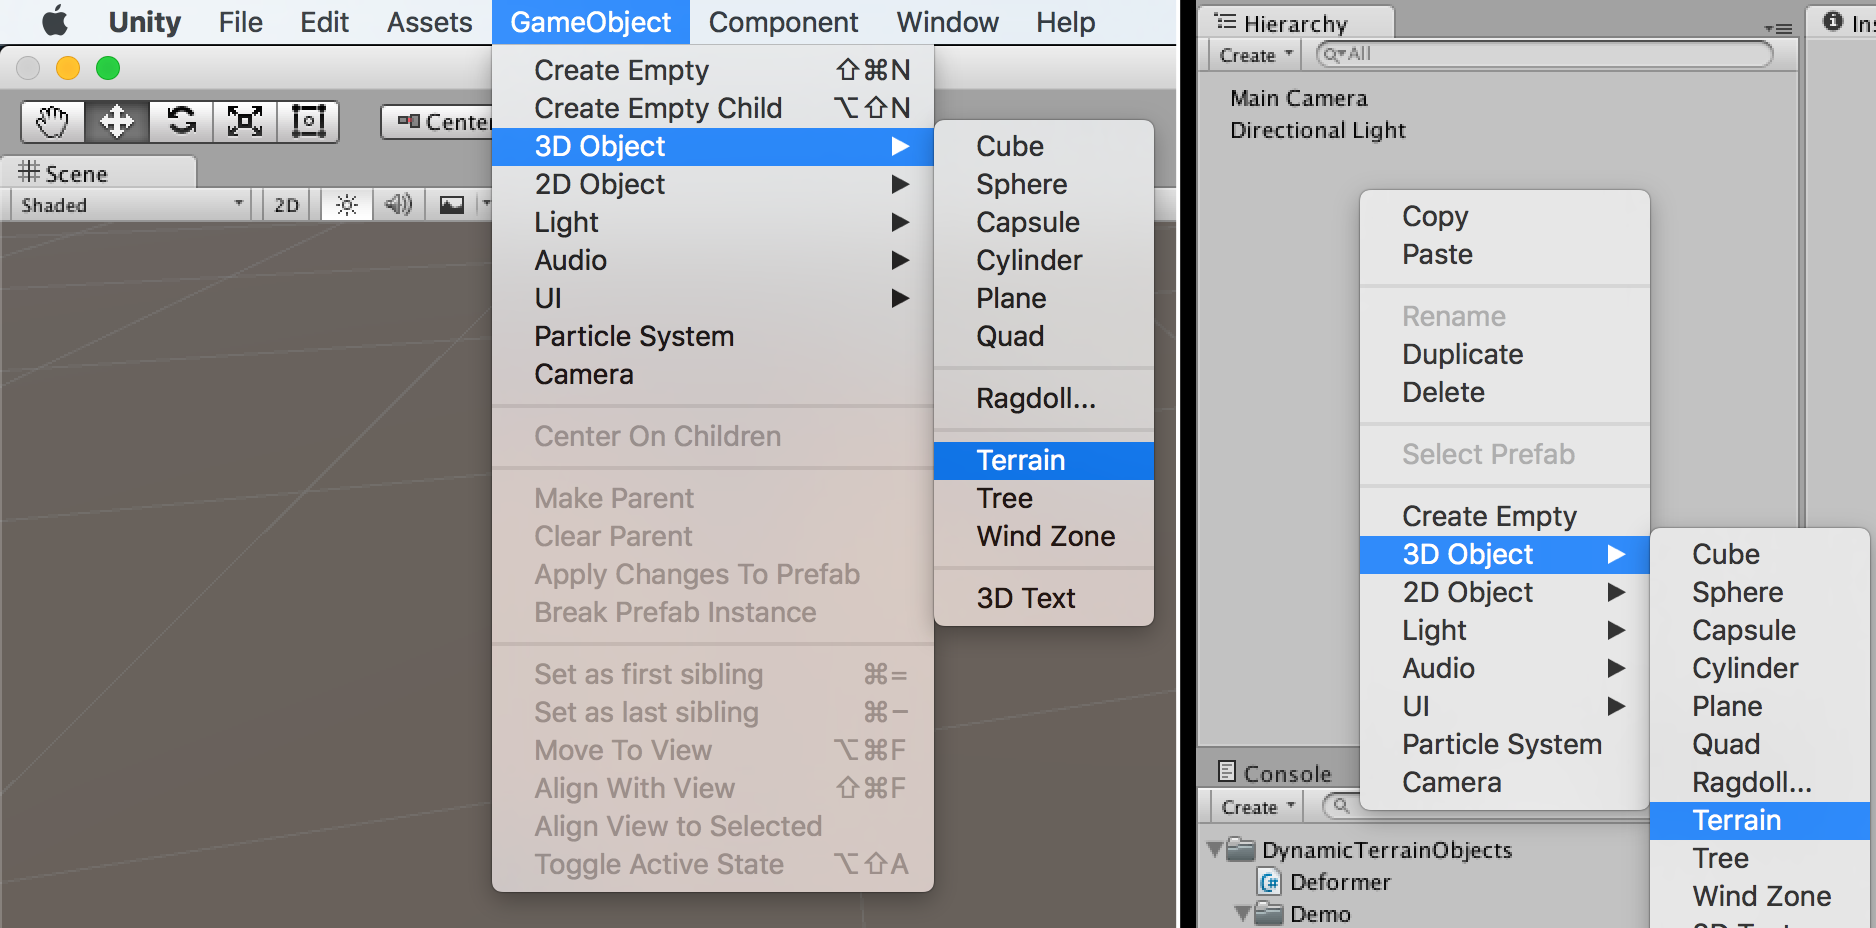 Unity File Edit Assets GameObject Component Window Help
Create Empty ⇧⌘N
Create Empty Child ⌥⇧N
3D Object
2D Object
Light
Audio
UI
Particle System
Camera
Center On Children
Make Parent
Clear Parent
Apply Changes To Prefab
Break Prefab Instance
Set as first sibling ⌘=
Set as last sibling ⌘−
Move To View ⌥⌘F
Align With View ⇧⌘F
Align View to Selected
Toggle Active State ⌥⇧A
Center
Scene
Shaded 2D
Cube
Sphere
Capsule
Cylinder
Plane
Quad
Ragdoll...
Terrain
Tree
Wind Zone
3D Text
Hierarchy
Create All
Main Camera
Directional Light
Copy
Paste
Rename
Duplicate
Delete
Select Prefab
Create Empty
3D Object
2D Object
Light
Audio
UI
Particle System
Camera
Cube
Sphere
Capsule
Cylinder
Plane
Quad
Ragdoll...
Terrain
Tree
Wind Zone
Console
Create
DynamicTerrainObjects
Deformer
Demo